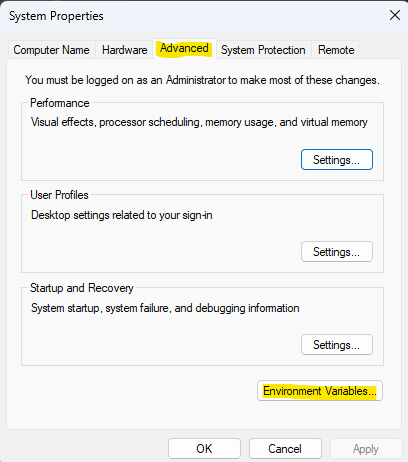 System Properties
Computer Name Hardware Advanced System Protection Remote
You must be logged on as an Administrator to make most of these changes.
Performance
Visual effects, processor scheduling, memory usage, and virtual memory
Settings...
User Profiles
Desktop settings related to your sign-in
Settings...
Startup and Recovery
System startup, system failure, and debugging information
Settings...
Environment Variables...
OK Cancel Apply